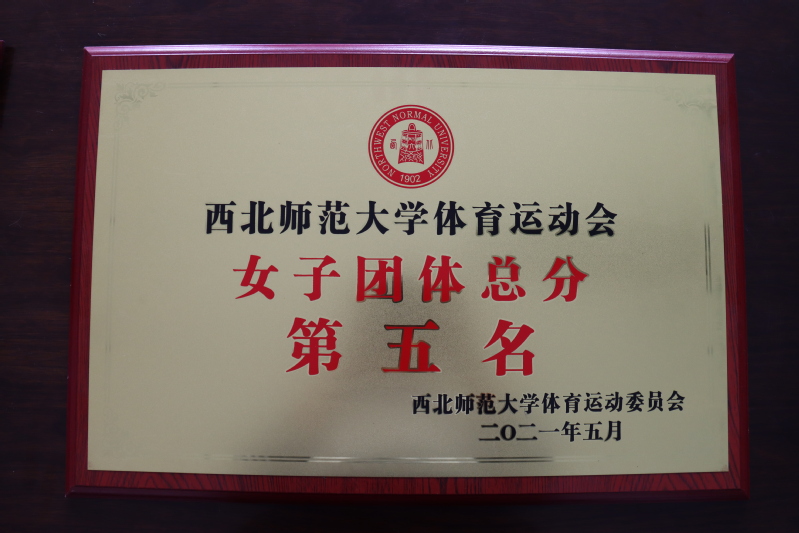 NORTHWEST NORMAL UNIVERSITY
1902
西北师范大学体育运动会
女子团体总分
第五名
西北师范大学体育运动委员会
二〇二一年五月